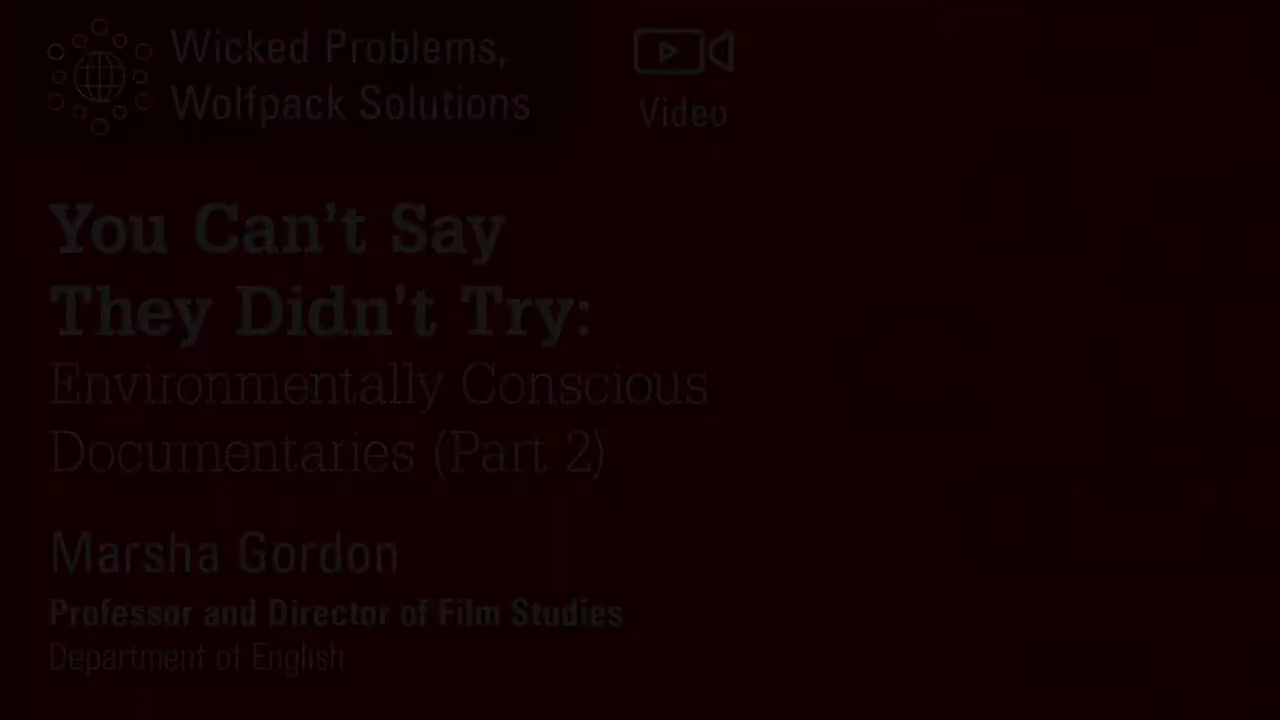 Wicked Problems,
Wolfpack Solutions
Video
You Can't Say
They Didn't Try:
Environmentally Conscious
Documentaries (Part 2)
Marsha Gordon
Professor and Director of Film Studies
Department of English